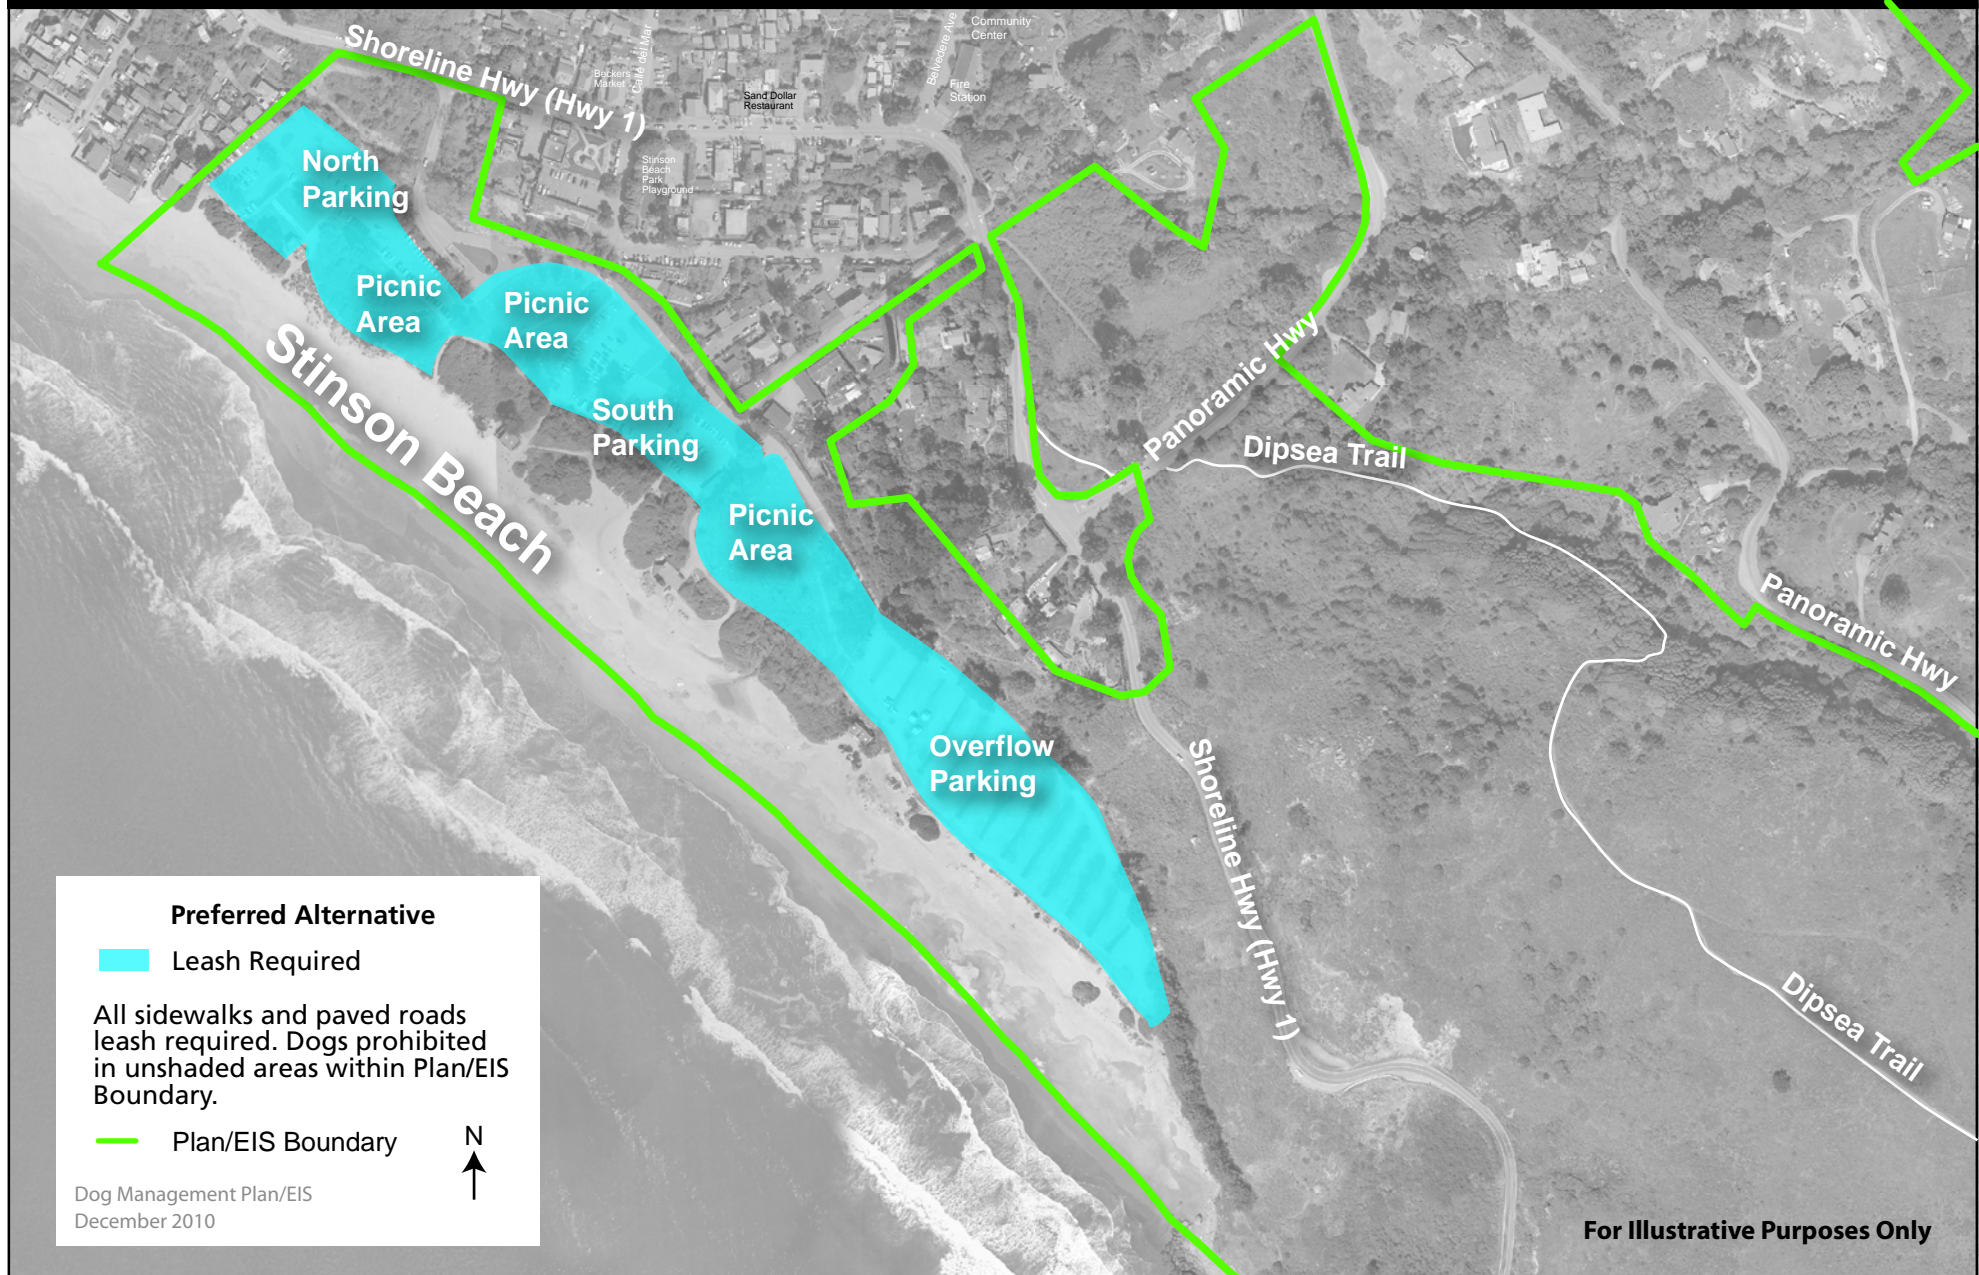 Community
Center
Belvedere Ave
Calle del Mar
Shoreline Hwy (Hwy 1)
Beckers
Market
Fire
Station
Sand Dollar
Restaurant
Stinson
Beach
Park
Playground
North
Parking
Picnic
Area
Picnic
Area
Stinson Beach
South
Parking
Panoramic Hwy
Dipsea Trail
Picnic
Area
Panoramic Hwy
Overflow
Parking
Shoreline Hwy (Hwy 1)
Dipsea Trail
Preferred Alternative
Leash Required
All sidewalks and paved roads
leash required. Dogs prohibited
in unshaded areas within Plan/EIS
Boundary.
Plan/EIS Boundary
N
Dog Management Plan/EIS
December 2010
For Illustrative Purposes Only